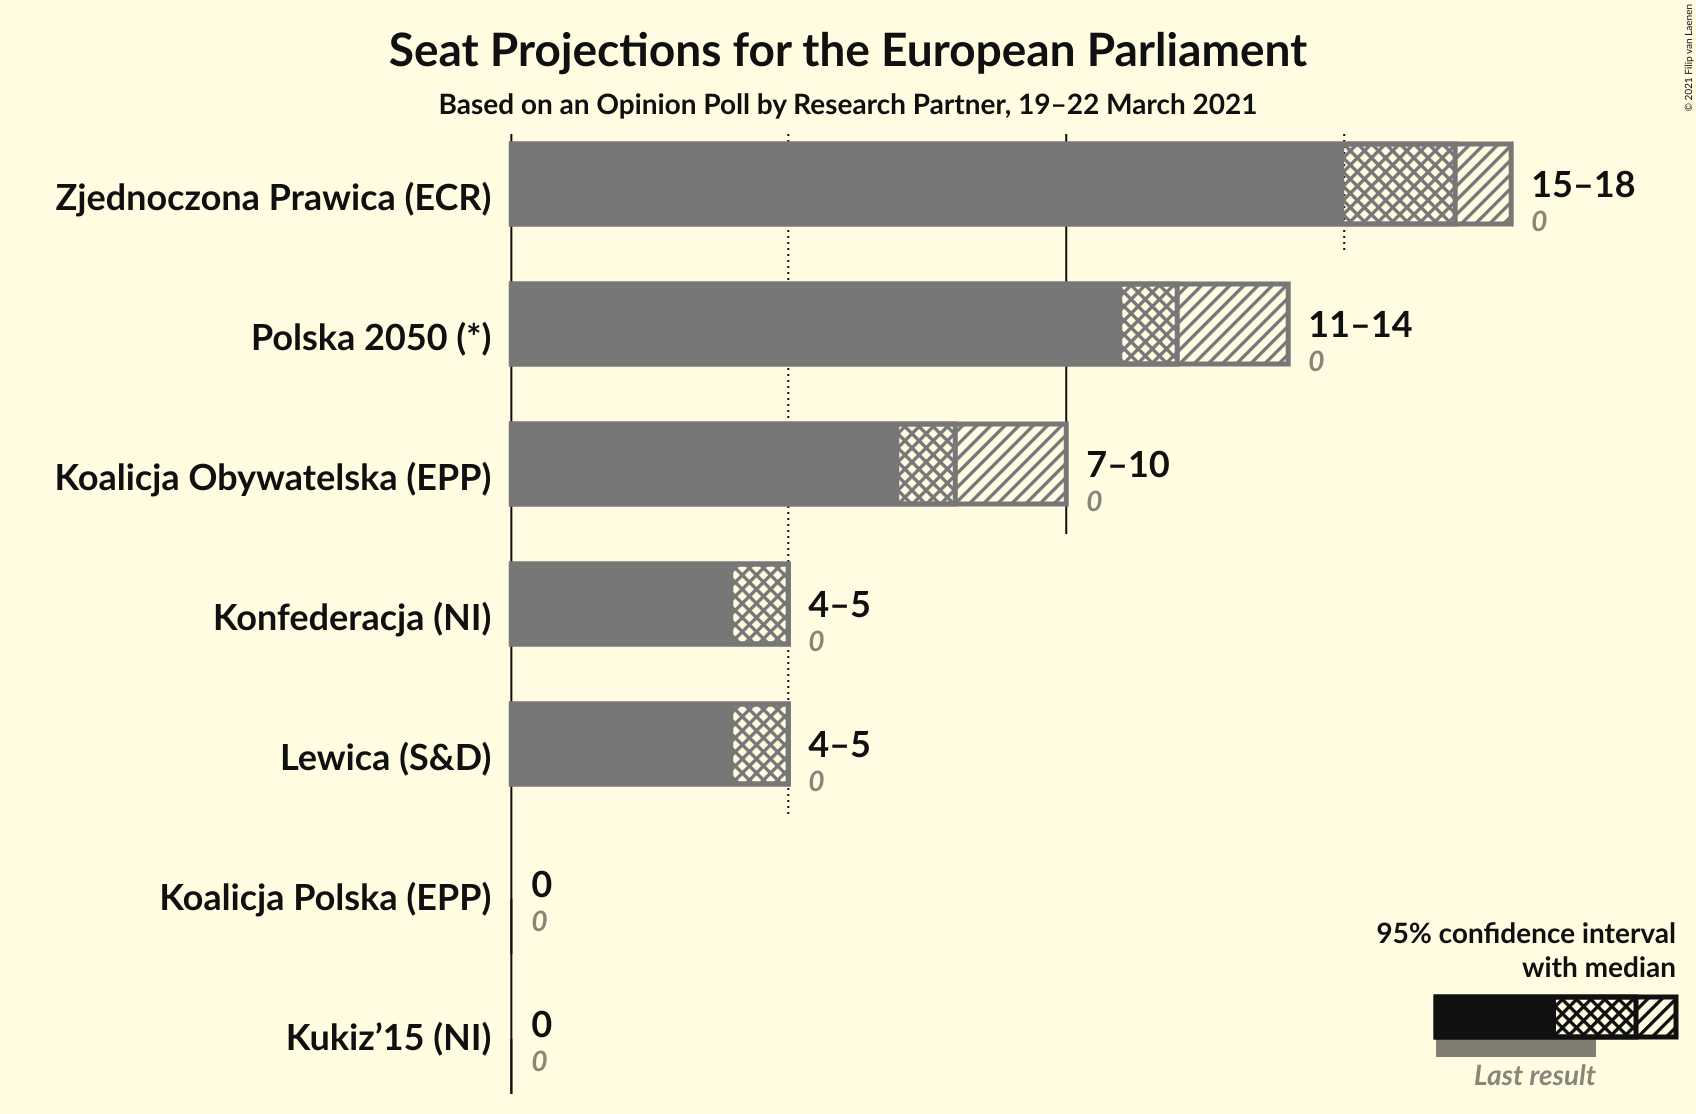 Seat Projections for the European Parliament
Based on an Opinion Poll by Research Partner, 19–22 March 2021
© 2021 Filip van Laenen
Zjednoczona Prawica (ECR)
15–18
0
Polska 2050 (*)
11–14
0
Koalicja Obywatelska (EPP)
7–10
0
Konfederacja (NI)
4–5
0
Lewica (S&D)
4–5
0
Koalicja Polska (EPP)
0
0
Kukiz’15 (NI)
0
0
95% confidence interval
with median
Last result